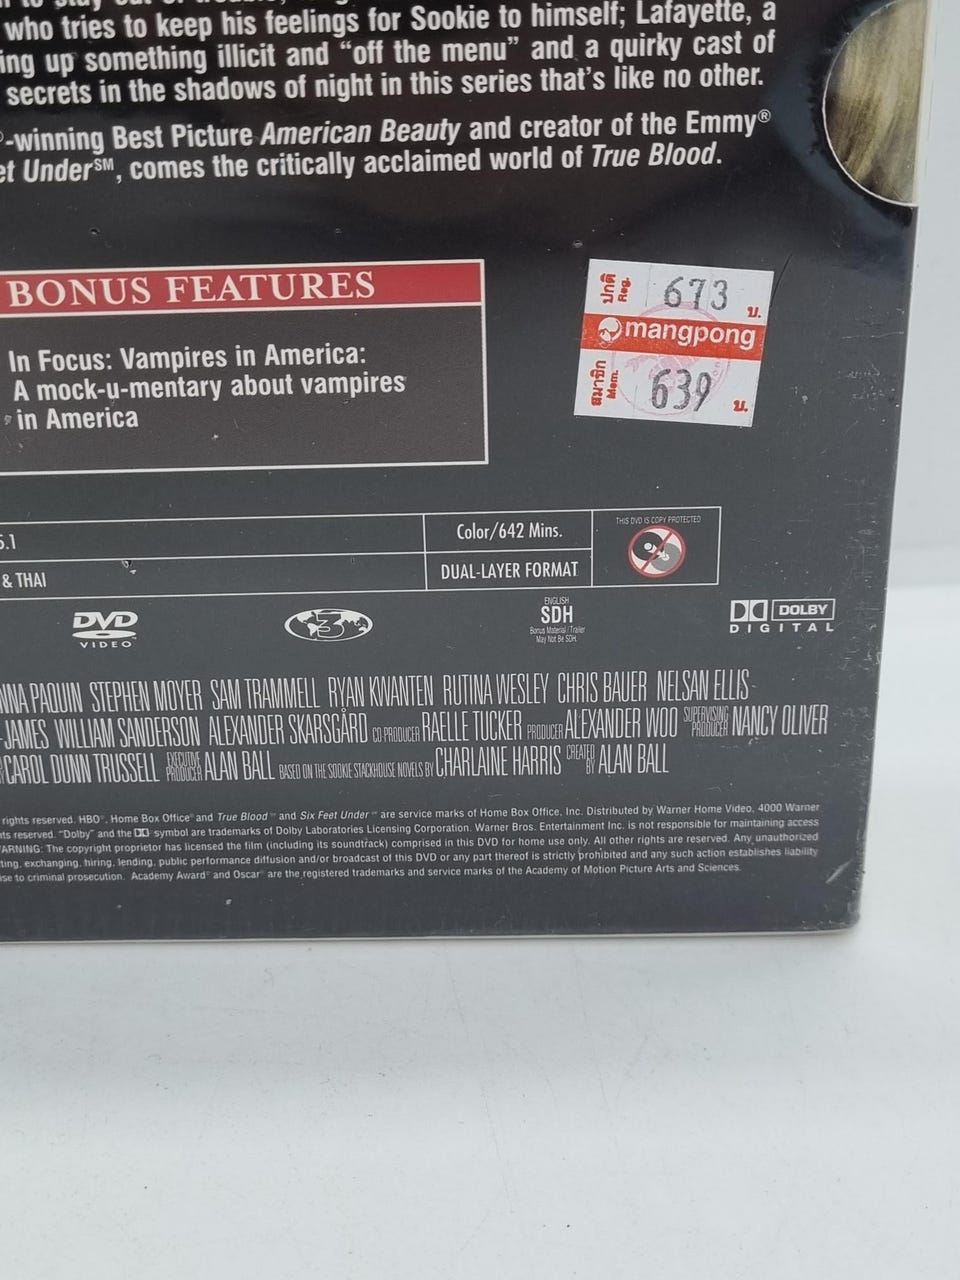 who tries to keep his feelings for Sookie to himself; Lafayette, a
ing up something illicit and “off the menu” and a quirky cast of
secrets in the shadows of night in this series that’s like no other.
®-winning Best Picture American Beauty and creator of the Emmy®
et Under℠, comes the critically acclaimed world of True Blood.
BONUS FEATURES
In Focus: Vampires in America:
A mock-u-mentary about vampires
in America
ปกติ Reg. 673 บ.
mangpong
สมาชิก Mem. 639 บ.
5.1
Color/642 Mins.
THIS DVD IS COPY PROTECTED
& THAI
DUAL-LAYER FORMAT
DVD VIDEO
3
ENGLISH
SDH
Bonus Material/Trailer
May Not Be SDH.
DOLBY
DIGITAL
NNA PAQUIN STEPHEN MOYER SAM TRAMMELL RYAN KWANTEN RUTINA WESLEY CHRIS BAUER NELSAN ELLIS
-JAMES WILLIAM SANDERSON ALEXANDER SKARSGÅRD CO-PRODUCER RAELLE TUCKER PRODUCER ALEXANDER WOO SUPERVISING PRODUCER NANCY OLIVER
CAROL DUNN TRUSSELL EXECUTIVE PRODUCER ALAN BALL BASED ON THE SOOKIE STACKHOUSE NOVELS BY CHARLAINE HARRIS CREATED BY ALAN BALL
rights reserved. HBO®, Home Box Office® and True Blood℠ and Six Feet Under℠ are service marks of Home Box Office, Inc. Distributed by Warner Home Video, 4000 Warner
ts reserved. “Dolby” and the DD symbol are trademarks of Dolby Laboratories Licensing Corporation. Warner Bros. Entertainment Inc. is not responsible for maintaining access
ARNING: The copyright proprietor has licensed the film (including its soundtrack) comprised in this DVD for home use only. All other rights are reserved. Any unauthorized
ting, exchanging, hiring, lending, public performance diffusion and/or broadcast of this DVD or any part thereof is strictly prohibited and any such action establishes liability
se to criminal prosecution. Academy Award® and Oscar® are the registered trademarks and service marks of the Academy of Motion Picture Arts and Sciences.